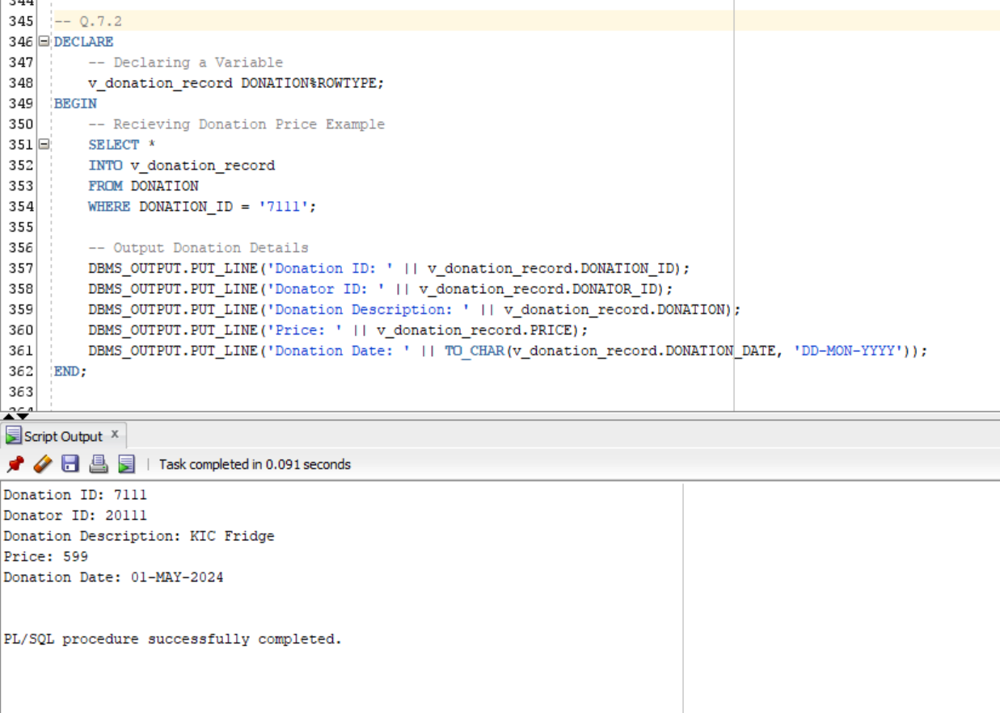 344
345 -- Q.7.2
346 DECLARE
347 -- Declaring a Variable
348 v_donation_record DONATION%ROWTYPE;
349 BEGIN
350 -- Recieving Donation Price Example
351 SELECT *
352 INTO v_donation_record
353 FROM DONATION
354 WHERE DONATION_ID = '7111';
355
356 -- Output Donation Details
357 DBMS_OUTPUT.PUT_LINE('Donation ID: ' || v_donation_record.DONATION_ID);
358 DBMS_OUTPUT.PUT_LINE('Donator ID: ' || v_donation_record.DONATOR_ID);
359 DBMS_OUTPUT.PUT_LINE('Donation Description: ' || v_donation_record.DONATION);
360 DBMS_OUTPUT.PUT_LINE('Price: ' || v_donation_record.PRICE);
361 DBMS_OUTPUT.PUT_LINE('Donation Date: ' || TO_CHAR(v_donation_record.DONATION_DATE, 'DD-MON-YYYY'));
362 END;
363
364
Script Output x
Task completed in 0.091 seconds
Donation ID: 7111
Donator ID: 20111
Donation Description: KIC Fridge
Price: 599
Donation Date: 01-MAY-2024
PL/SQL procedure successfully completed.